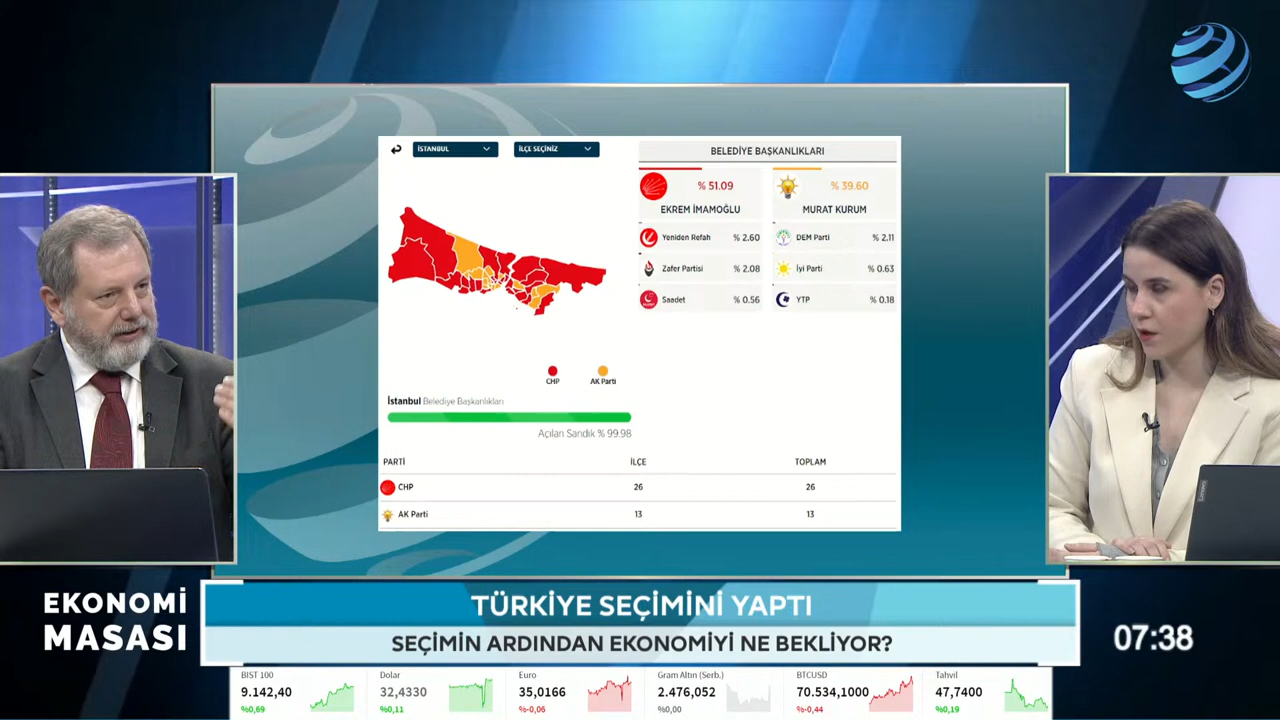 İSTANBUL
İLÇE SEÇİNİZ
BELEDİYE BAŞKANLIKLARI
% 51.09
EKREM İMAMOĞLU
% 39.60
MURAT KURUM
Yeniden Refah % 2.60
DEM Parti % 2.11
Zafer Partisi % 2.08
İyi Parti % 0.63
Saadet % 0.56
YTP % 0.18
CHP
AK Parti
İstanbul Belediye Başkanlıkları
Açılan Sandık % 99.98
PARTİ İLÇE TOPLAM
CHP 26 26
AK Parti 13 13
Lenovo
EKONOMİ
MASASI
TÜRKİYE SEÇİMİNİ YAPTI
SEÇİMİN ARDINDAN EKONOMİYİ NE BEKLİYOR?
07:38
BIST 100
9.142,40
%0,69
Dolar
32,4330
%0,11
Euro
35,0166
%-0,06
Gram Altın (Serb.)
2.476,052
%0,00
BTCUSD
70.534,1000
%-0,44
Tahvil
47,7400
%0,19